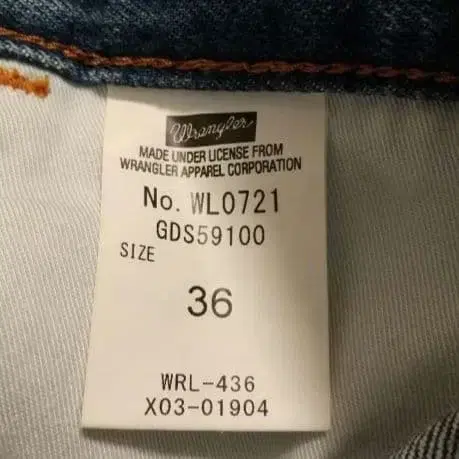 Wrangler
MADE UNDER LICENSE FROM
WRANGLER APPAREL CORPORATION
No. WL0721
GDS59100
SIZE
36
WRL-436
X03-01904